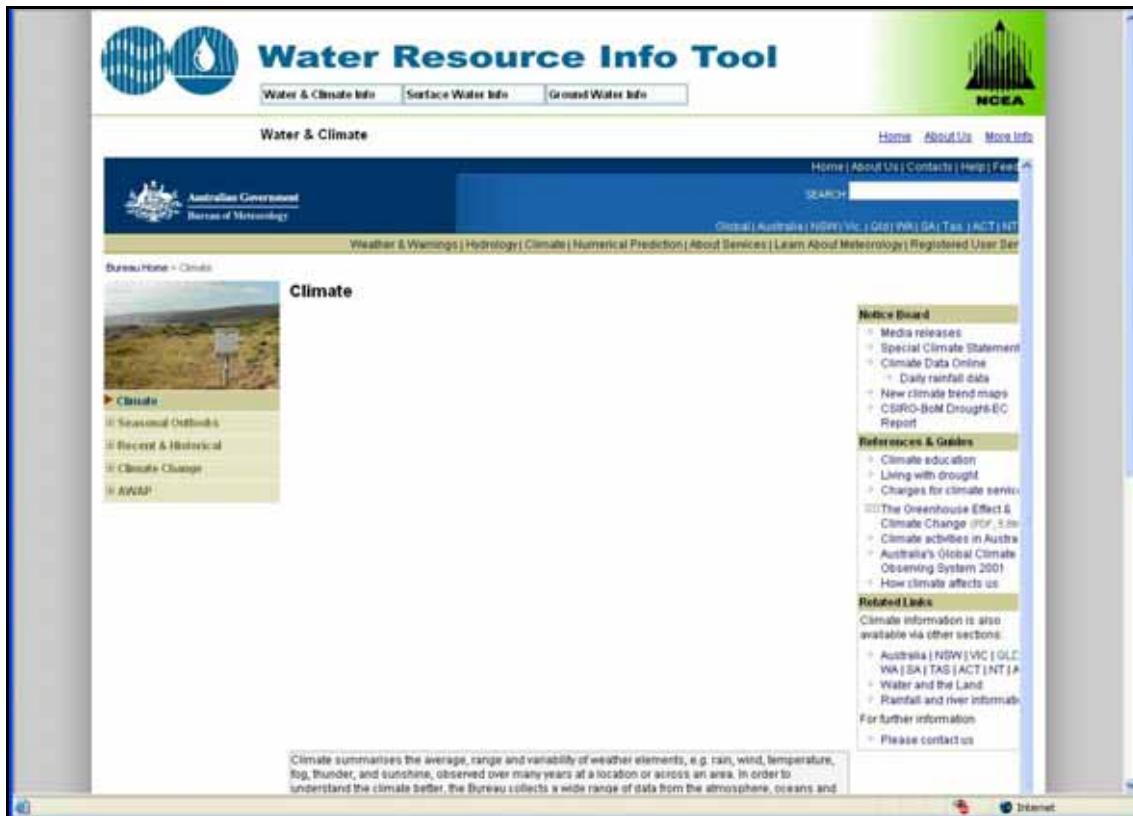 Water Resource Info Tool
Water & Climate Info
Surface Water Info
Ground Water Info
NCEA
Water & Climate
Home About Us More Info
Home | About Us | Contacts | Help | Feed
Australian Government
Bureau of Meteorology
SEARCH
Global | Australia | NSW | Vic. | Qld | WA | SA | Tas. | ACT | NT
Weather & Warnings | Hydrology | Climate | Numerical Prediction | About Services | Learn About Meteorology | Registered User Ser
Bureau Home > Climate
Climate
Climate
Seasonal Outlooks
Recent & Historical
Climate Change
AWAP
Notice Board
Media releases
Special Climate Statement
Climate Data Online
Daily rainfall data
New climate trend maps
CSIRO-BoM Drought-EC
Report
References & Guides
Climate education
Living with drought
Charges for climate servic
The Greenhouse Effect &
Climate Change (PDF,
Climate activities in Austra
Australia's Global Climate
Observing System 2001
How climate affects us
Related Links
Climate information is also
available via other sections:
Australia | NSW | VIC | QLD
WA | SA | TAS | ACT | NT | A
Water and the Land
Rainfall and river informati
For further information
Please contact us
Climate summarises the average, range and variability of weather elements, e.g. rain, wind, temperature,
fog, thunder, and sunshine, observed over many years at a location or across an area. In order to
understand the climate better, the Bureau collects a wide range of data from the atmosphere, oceans and
Internet